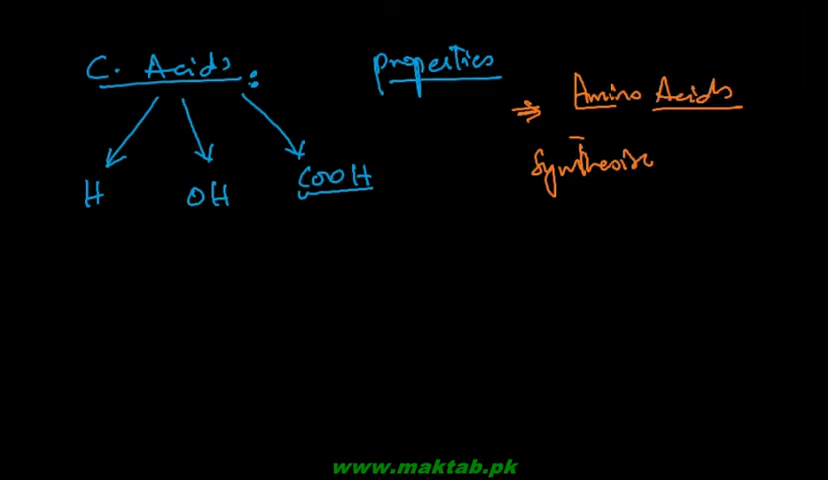 C. Acids : Properties
⇒ Amino Acids
Synthesise
H OH COOH
www.maktab.pk